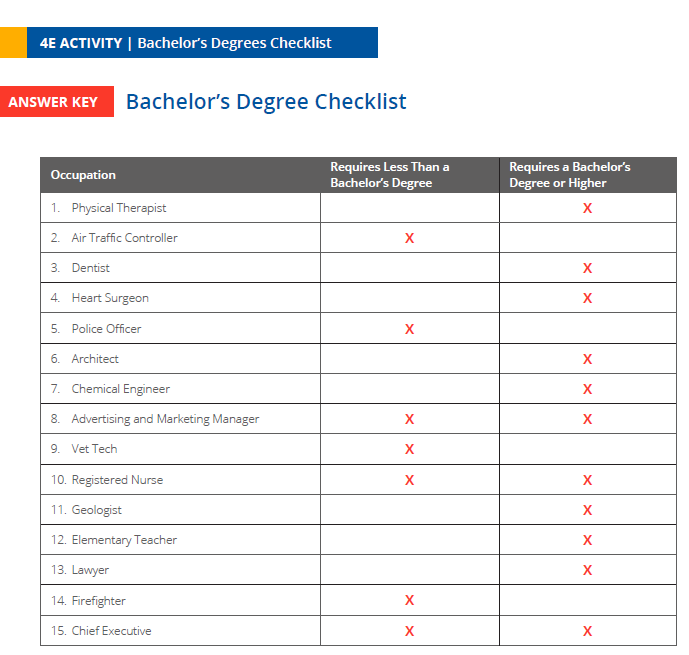 4E ACTIVITY | Bachelor’s Degrees Checklist
ANSWER KEY Bachelor’s Degree Checklist
Occupation
Requires Less Than a
Bachelor’s Degree
Requires a Bachelor’s
Degree or Higher
1. Physical Therapist X
2. Air Traffic Controller X
3. Dentist X
4. Heart Surgeon X
5. Police Officer X
6. Architect X
7. Chemical Engineer X
8. Advertising and Marketing Manager X X
9. Vet Tech X
10. Registered Nurse X X
11. Geologist X
12. Elementary Teacher X
13. Lawyer X
14. Firefighter X
15. Chief Executive X X